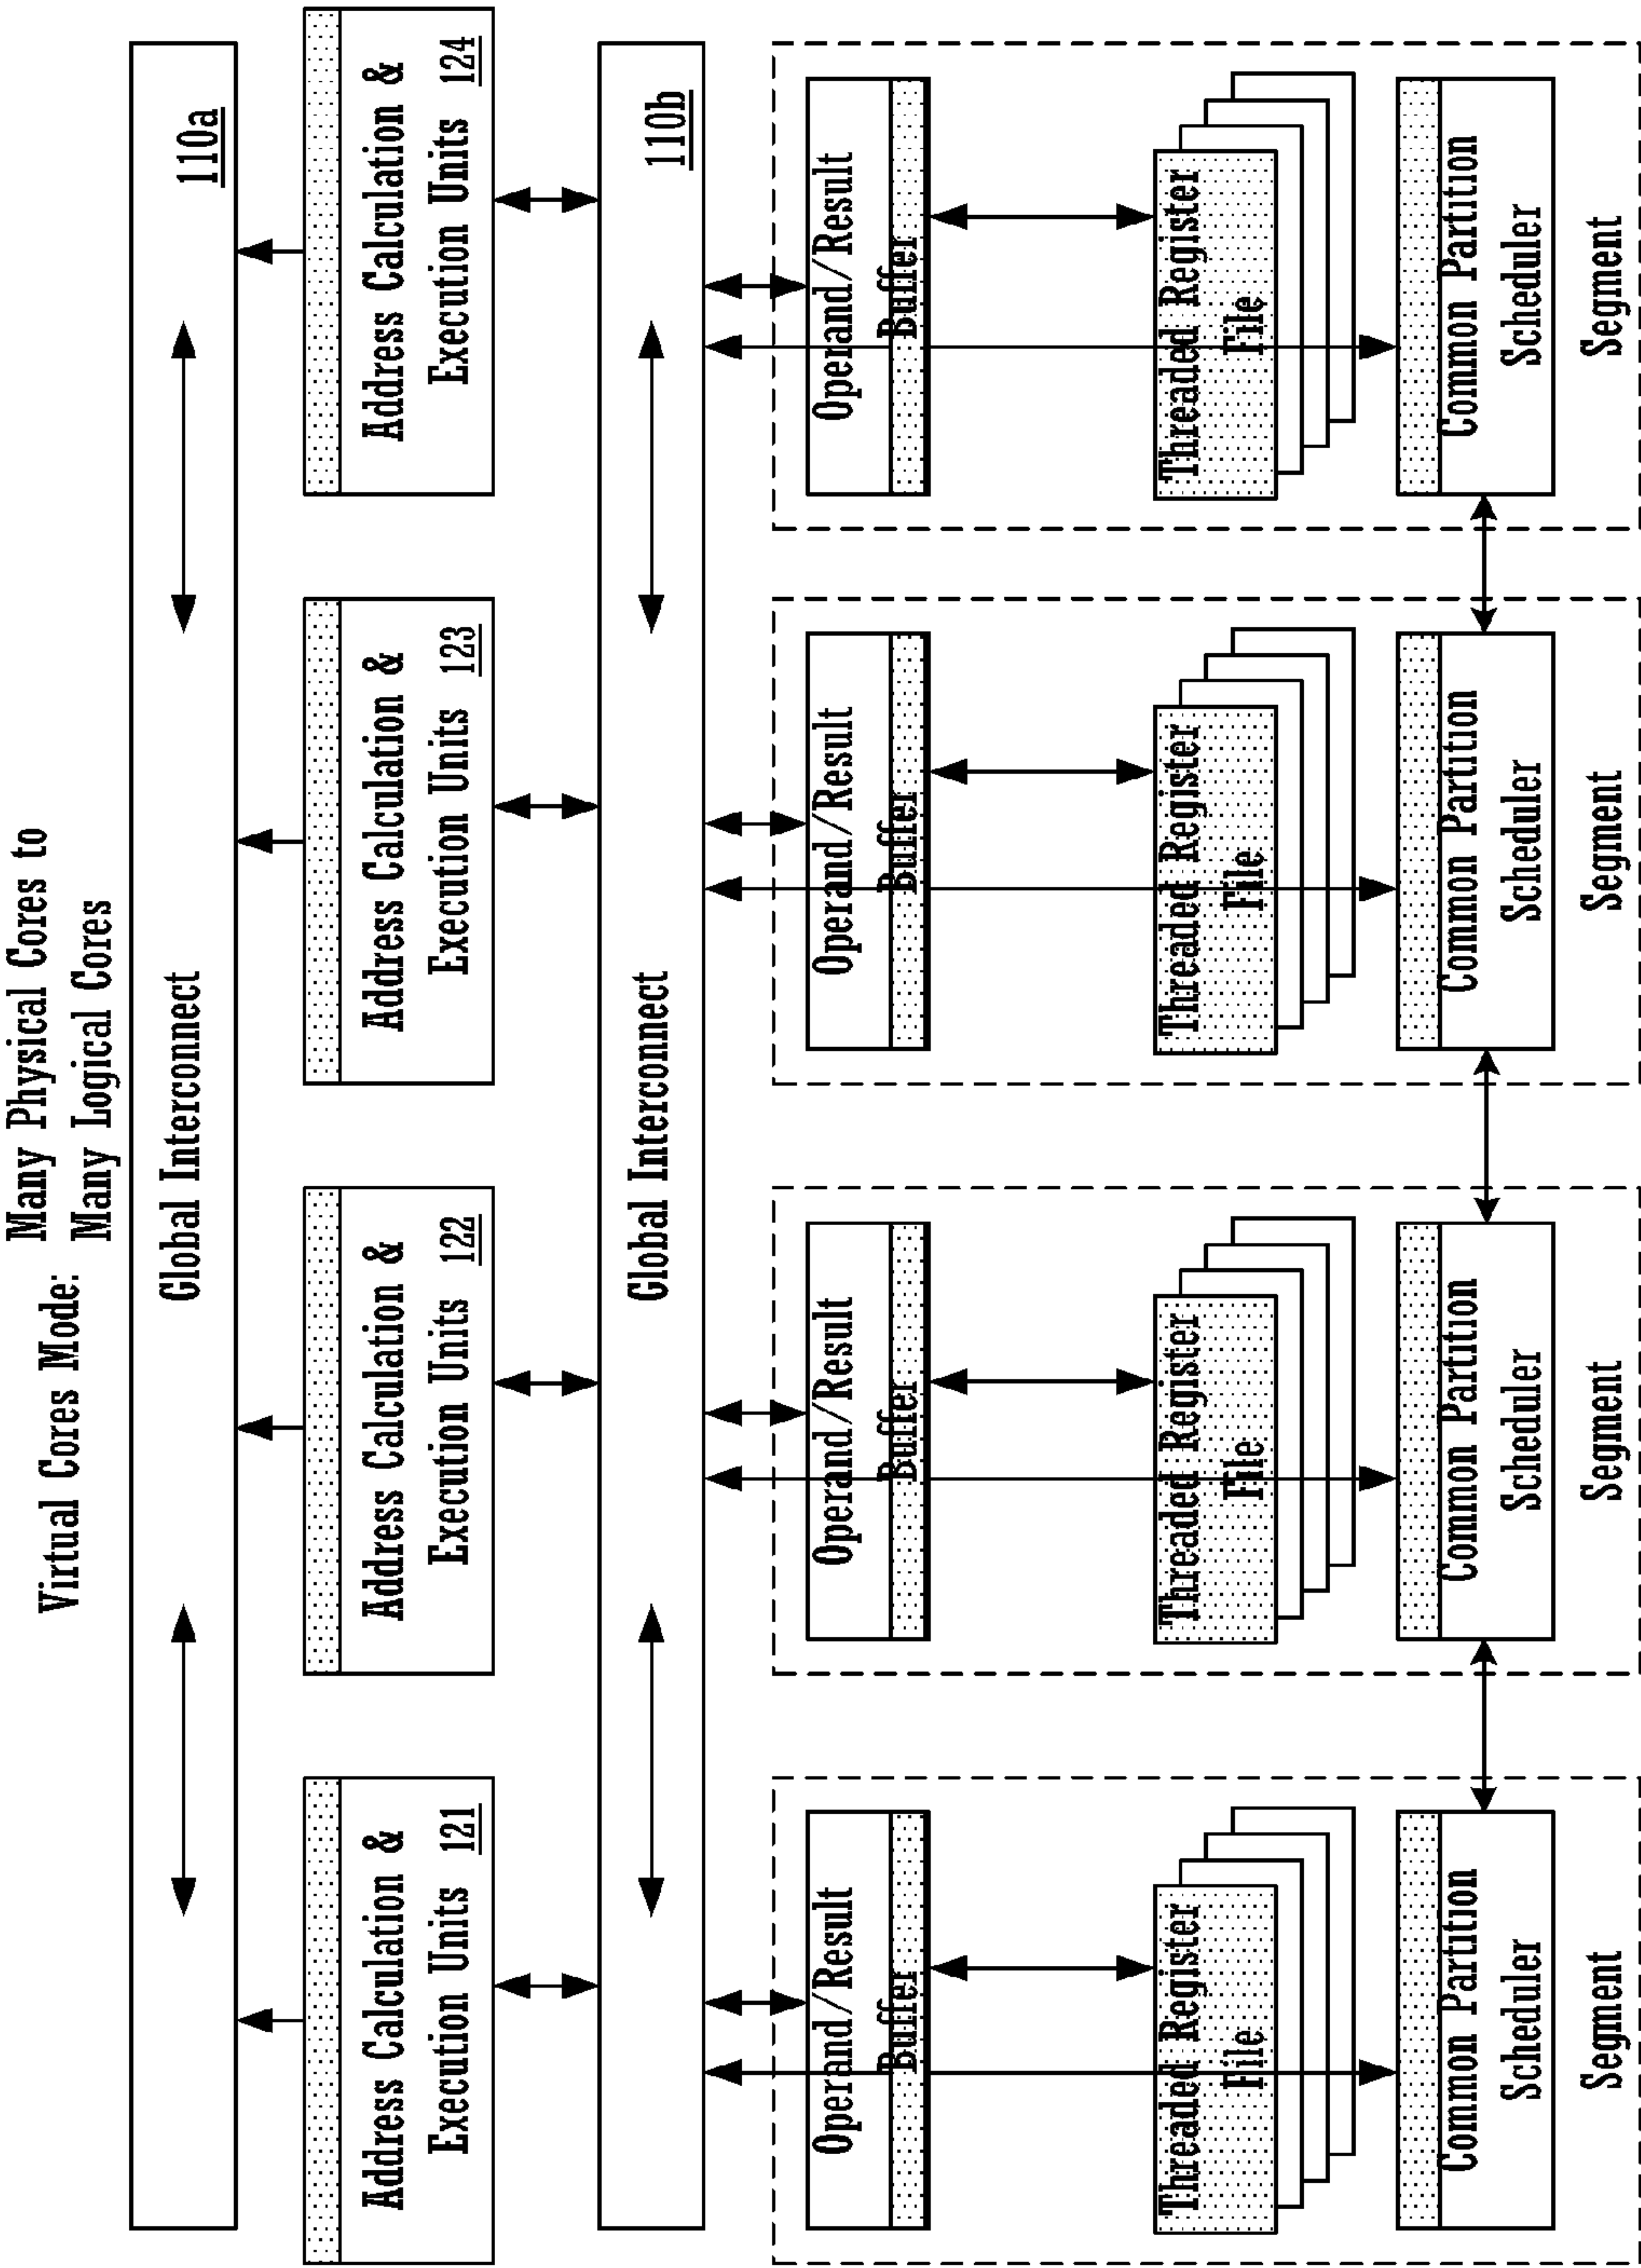 Virtual Cores Mode:
Many Physical Cores to
Many Logical Cores
Global Interconnect
110a
Address Calculation &
Execution Units 121
Address Calculation &
Execution Units 122
Address Calculation &
Execution Units 123
Address Calculation &
Execution Units 124
Global Interconnect
110b
Operand/Result
Buffer
Operand/Result
Buffer
Operand/Result
Buffer
Operand/Result
Buffer
Threaded Register
File
Threaded Register
File
Threaded Register
File
Threaded Register
File
Common Partition
Scheduler
Common Partition
Scheduler
Common Partition
Scheduler
Common Partition
Scheduler
Segment
Segment
Segment
Segment